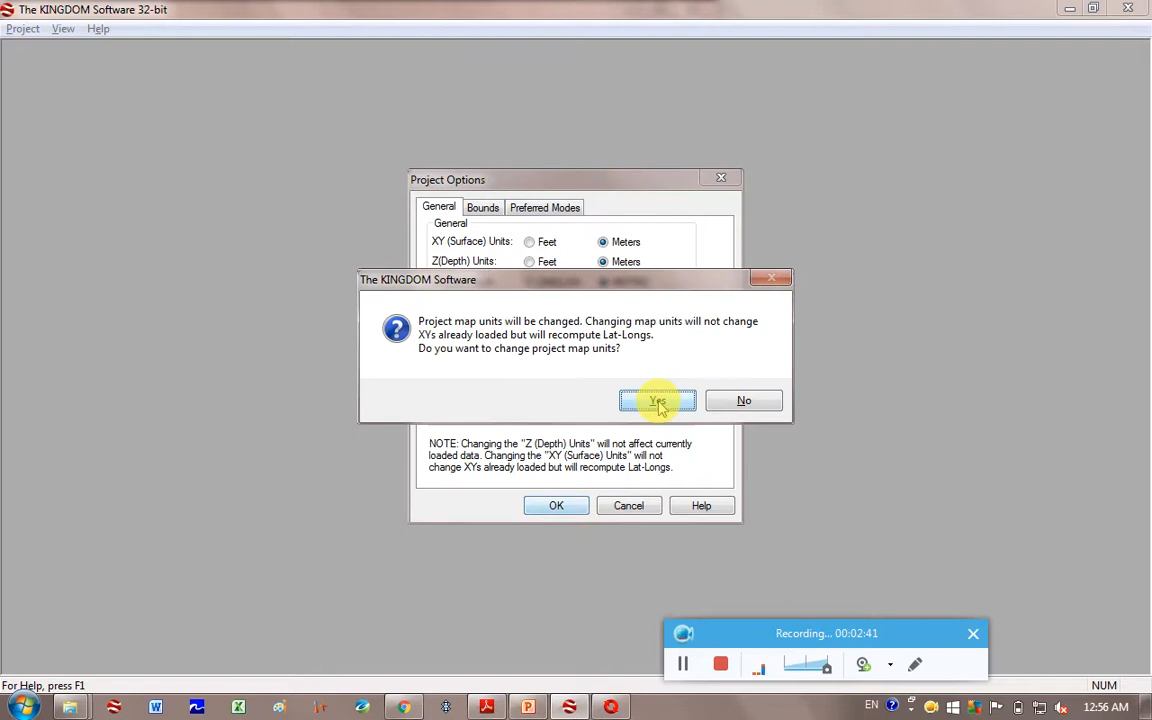 The KINGDOM Software 32-bit
Project View Help
Project Options
General Bounds Preferred Modes
General
XY (Surface) Units: Feet Meters
Z(Depth) Units: Feet Meters
The KINGDOM Software
Project map units will be changed. Changing map units will not change
XYs already loaded but will recompute Lat-Longs.
Do you want to change project map units?
Yes No
NOTE: Changing the "Z (Depth) Units" will not affect currently
loaded data. Changing the "XY (Surface) Units" will not
change XYs already loaded but will recompute Lat-Longs.
OK Cancel Help
Recording... 00:02:41
For Help, press F1
NUM
EN
12:56 AM